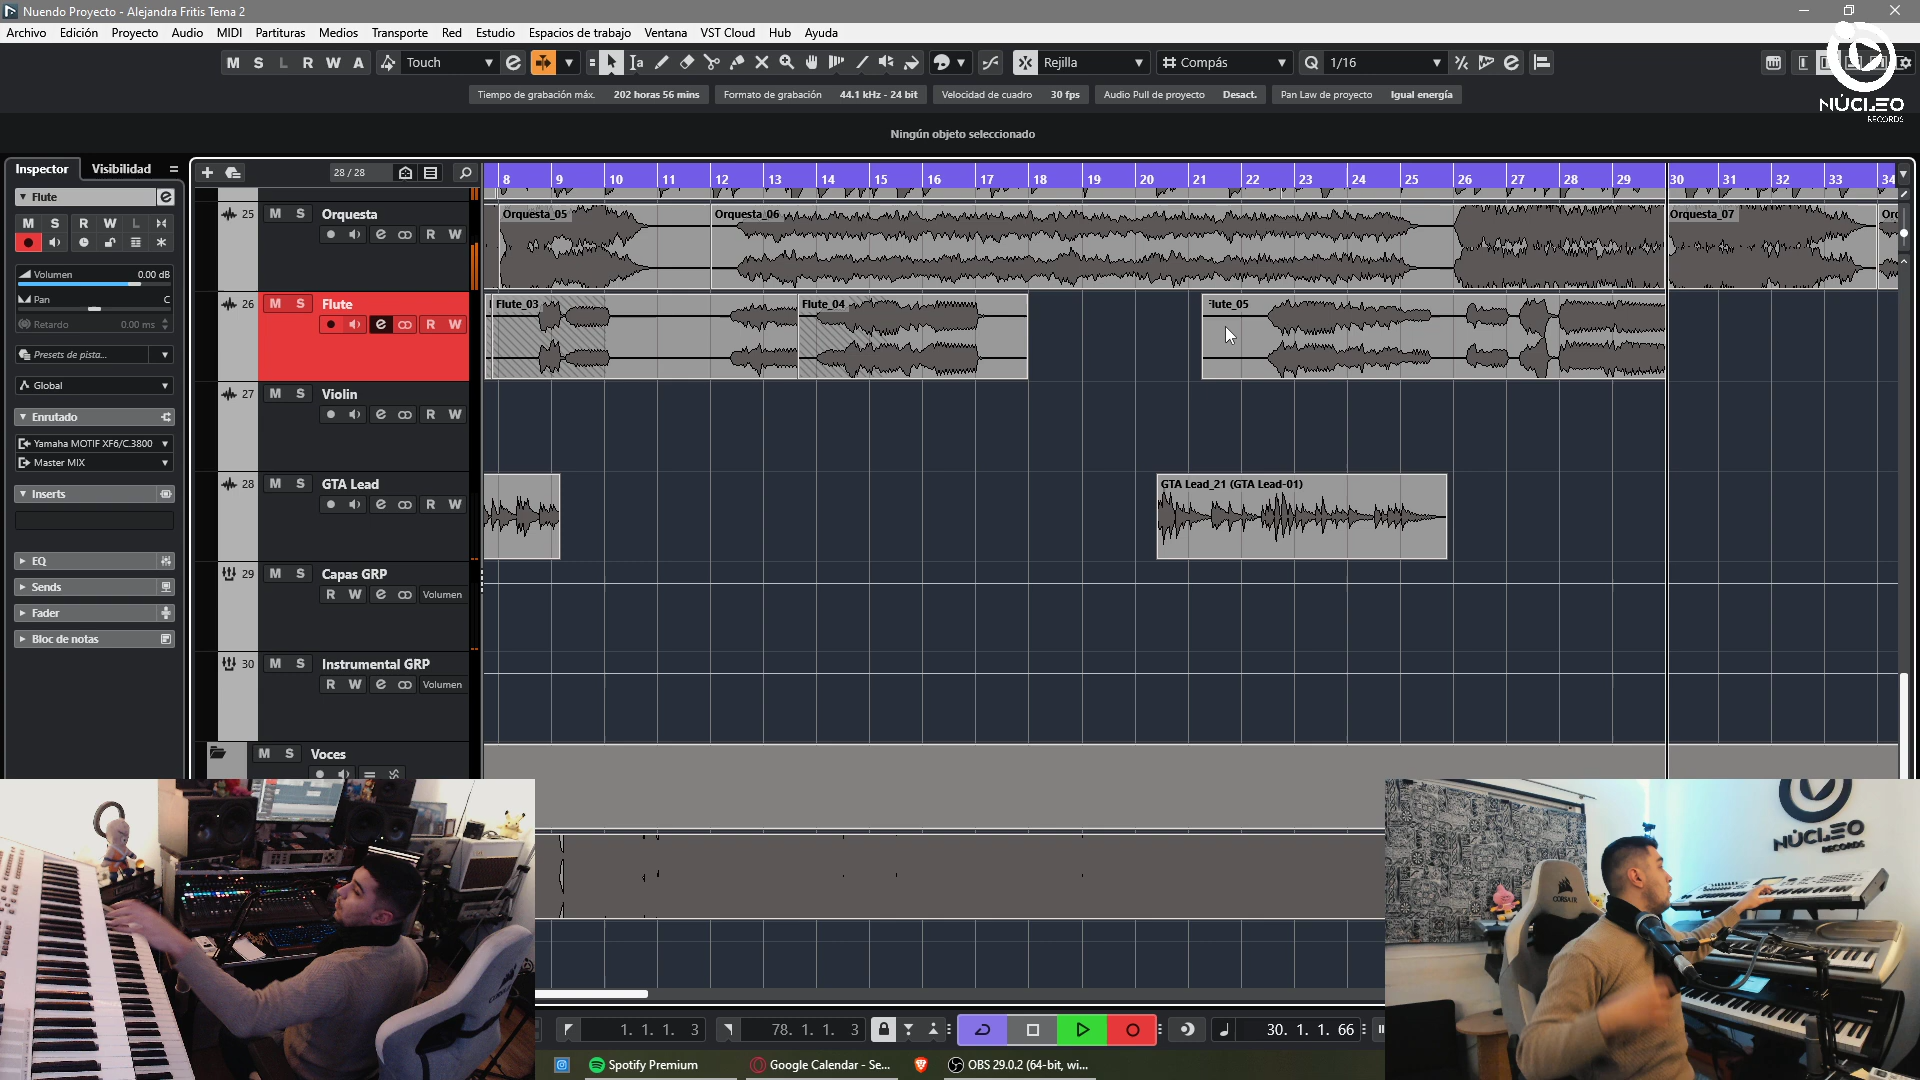 Nuendo Proyecto - Alejandra Fritis Tema 2
Archivo Edición Proyecto Audio MIDI Partituras Medios Transporte Red Estudio Espacios de trabajo Ventana VST Cloud Hub Ayuda
M S L R W A Touch Rejilla Compás Q 1/16
Tiempo de grabación máx. 202 horas 56 mins Formato de grabación 44.1 kHz - 24 bit Velocidad de cuadro 30 fps Audio Pull de proyecto Desact. Pan Law de proyecto Igual energía
NÚCLEO
RECORDS
Ningún objeto seleccionado
Inspector Visibilidad
28 / 28
8 9 10 11 12 13 14 15 16 17 18 19 20 21 22 23 24 25 26 27 28 29 30 31 32 33 34
Flute
M S R W L
Volumen 0.00 dB
Pan C
Retardo 0.00 ms
Presets de pista...
Global
Enrutado
Yamaha MOTIF XF6/C.3800
Master MIX
Inserts
EQ
Sends
Fader
Bloc de notas
25 M S Orquesta
R W
Orquesta_05 Orquesta_06 Orquesta_07
26 M S Flute
R W
Flute_03 Flute_04 Flute_05
27 M S Violin
R W
28 M S GTA Lead
R W
GTA Lead_21 (GTA Lead-01)
29 M S Capas GRP
R W Volumen
30 M S Instrumental GRP
R W Volumen
M S Voces
NÚCLEO
RECORDS
CORSAIR
1. 1. 1. 3 78. 1. 1. 3 30. 1. 1. 66
Spotify Premium Google Calendar - Se... OBS 29.0.2 (64-bit, wi...